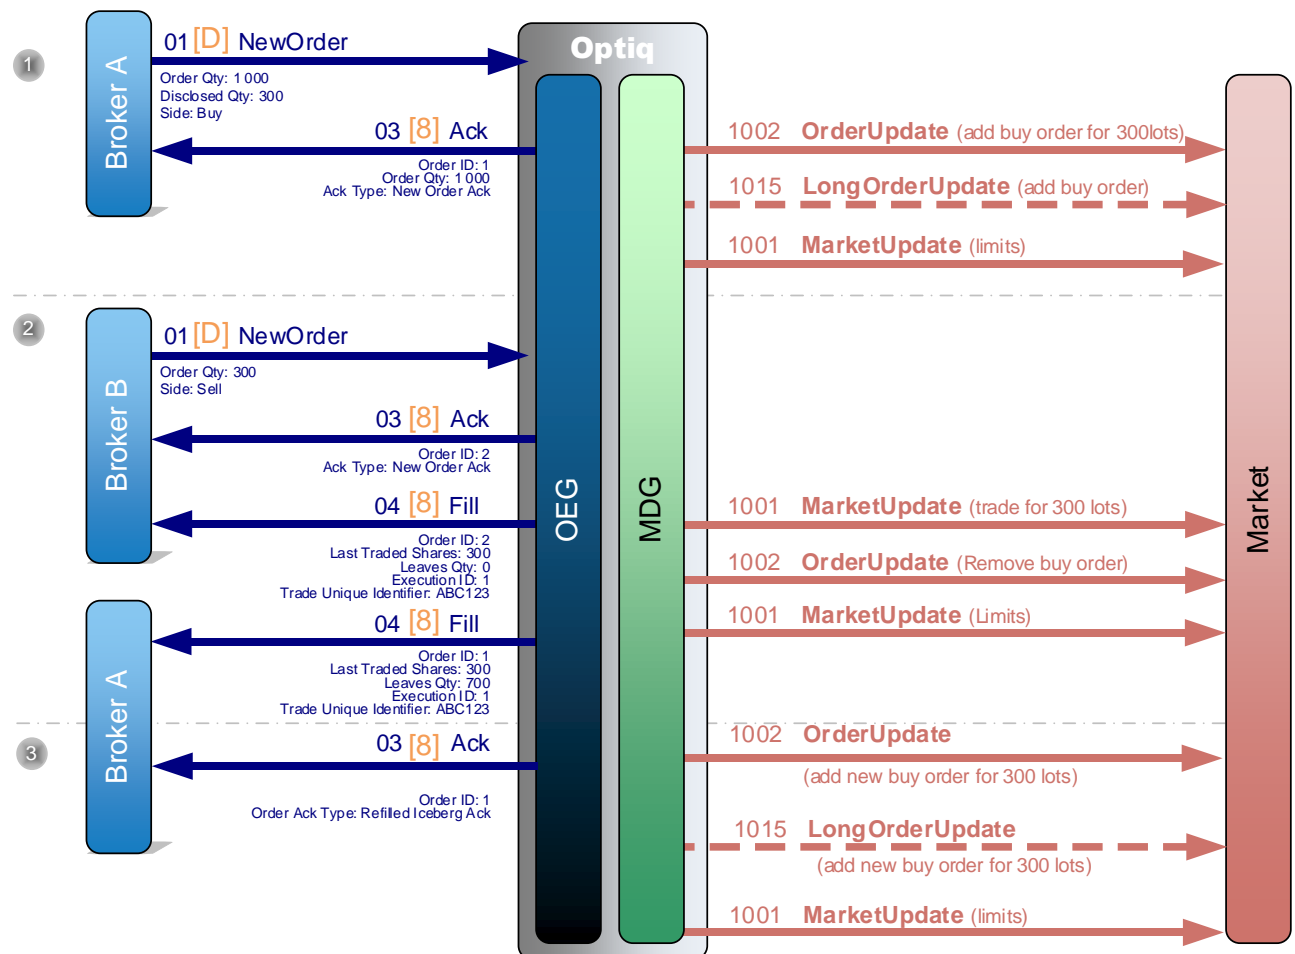 Optiq
1
Broker A
01 [D] NewOrder
Order Qty: 1 000
Disclosed Qty: 300
Side: Buy
03 [8] Ack
Order ID: 1
Order Qty: 1 000
Ack Type: New Order Ack
1002 OrderUpdate (add buy order for 300lots)
1015 LongOrderUpdate (add buy order)
1001 MarketUpdate (limits)
OEG
MDG
Market
2
Broker B
01 [D] NewOrder
Order Qty: 300
Side: Sell
03 [8] Ack
Order ID: 2
Ack Type: New Order Ack
04 [8] Fill
Order ID: 2
Last Traded Shares: 300
Leaves Qty: 0
Execution ID: 1
Trade Unique Identifier: ABC123
1001 MarketUpdate (trade for 300 lots)
1002 OrderUpdate (Remove buy order)
1001 MarketUpdate (Limits)
Broker A
04 [8] Fill
Order ID: 1
Last Traded Shares: 300
Leaves Qty: 700
Execution ID: 1
Trade Unique Identifier: ABC123
3
03 [8] Ack
Order ID: 1
Order Ack Type: Refilled Iceberg Ack
1002 OrderUpdate
(add new buy order for 300 lots)
1015 LongOrderUpdate
(add new buy order for 300 lots)
1001 MarketUpdate (limits)